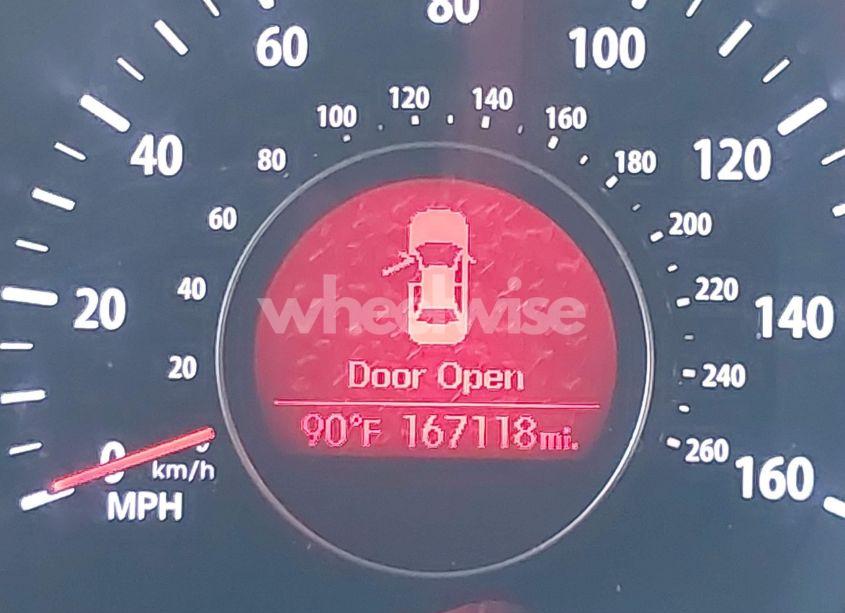 80
60 100
100 120 140 160
40 80 180 120
60 200
20 40 220 140
wheelwise
20 Door Open 240
90°F 167118mi.
0 0 260 160
km/h
MPH